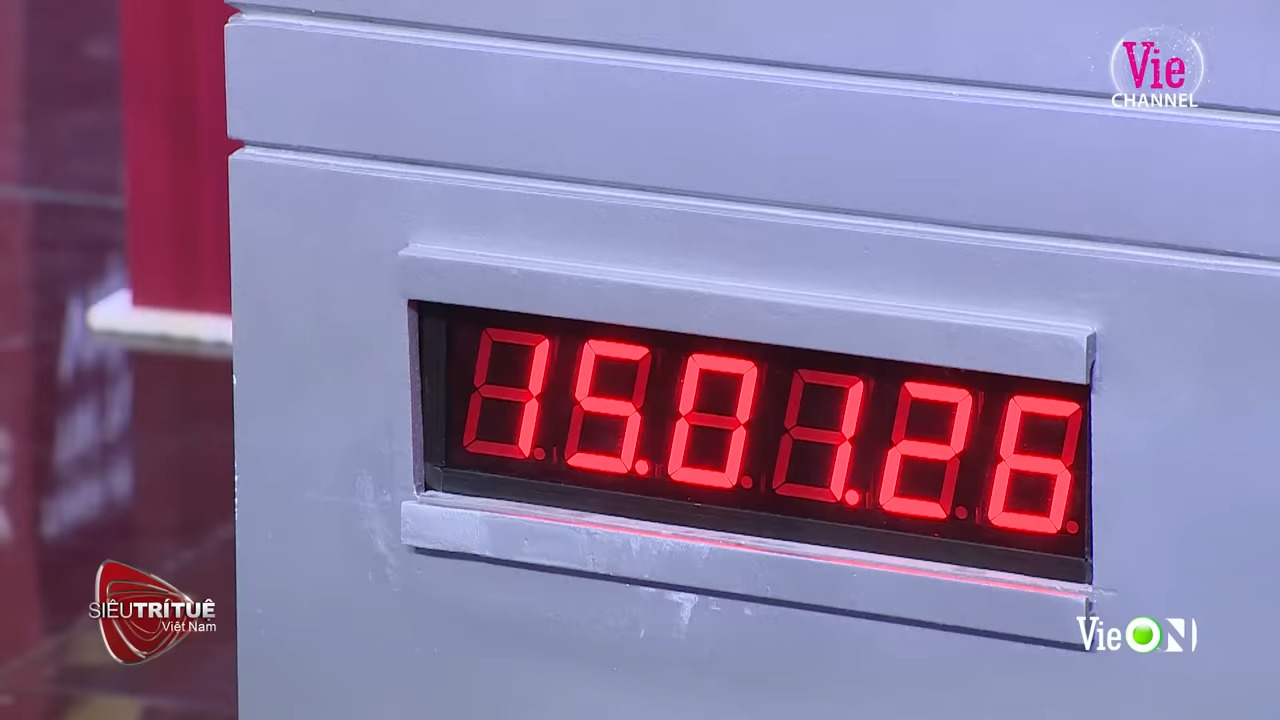 Vie
CHANNEL
15.01.26
SIÊUTRÍTUỆ
Việt Nam
VieON